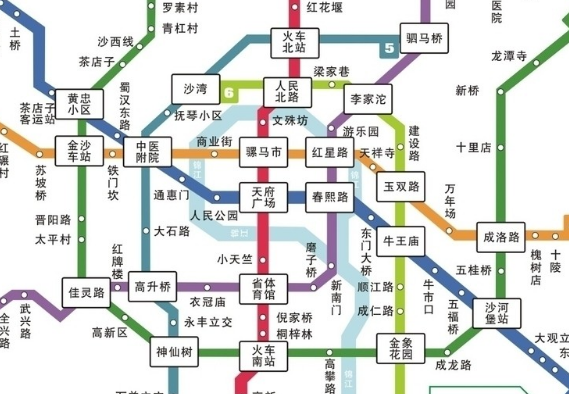 土桥
罗素路
青杠村
红花堰
园
医院
沙西线
茶店子
火车北站
5
驷马桥
龙潭寺
茶店子客运站
黄忠小区
蜀汉东路
沙湾
6
人民北路
梁家巷
李家沱
新桥
抚琴小区
文殊坊
游乐园
建设路
红碾村
苏坡桥
金沙车站
铁门坎
中医附院
商业街
骡马市
红星路
天祥寺
十里店
锦江
锦江
玉双路
万年场
通惠门
人民公园
天府广场
春熙路
晋阳路
太平村
大石路
锦江
东门大桥
牛王庙
成洛路
槐树店
十陵
红牌楼
小天竺
磨子桥
五桂桥
佳灵路
高升桥
衣冠庙
省体育馆
新南门
顺江路
成仁路
牛市口
五福桥
沙河堡站
全兴路
武兴路
高新区
永丰立交
倪家桥
桐梓林
神仙树
火车南站
高攀路
锦江
金象花园
成龙路
大观立
东